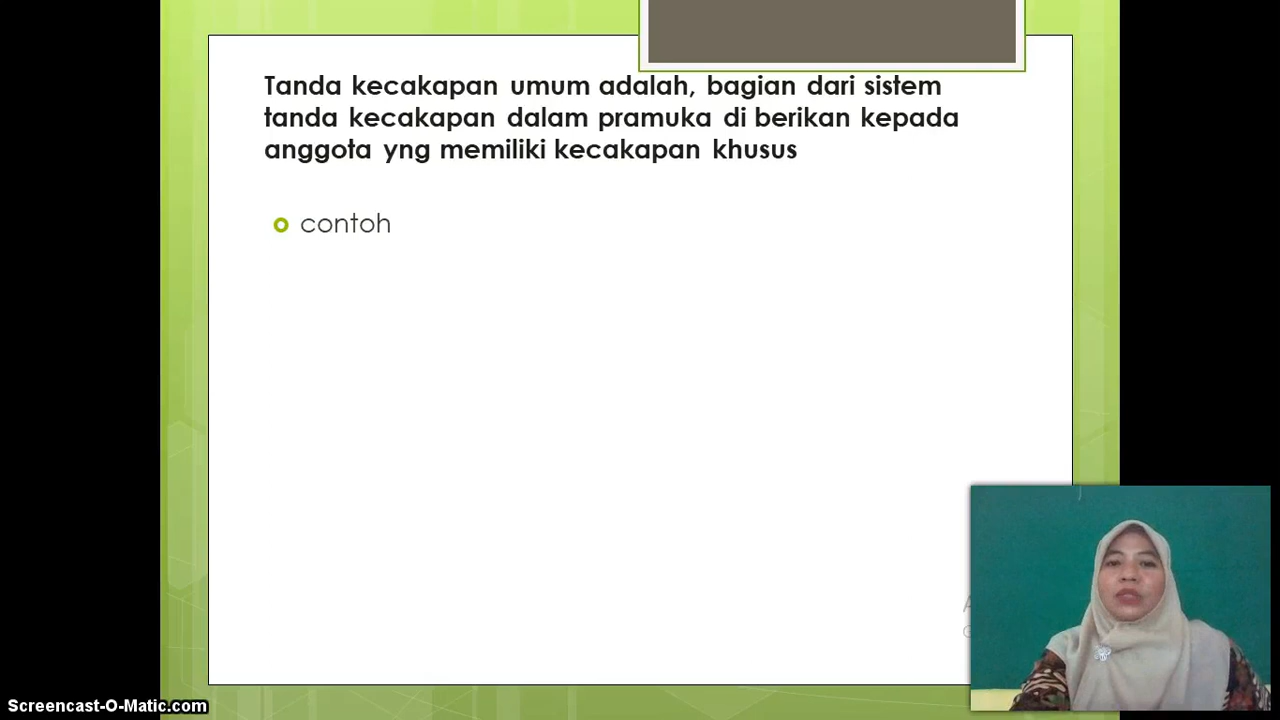 Tanda kecakapan umum adalah, bagian dari sistem
tanda kecakapan dalam pramuka di berikan kepada
anggota yng memiliki kecakapan khusus
contoh
Screencast-O-Matic.com